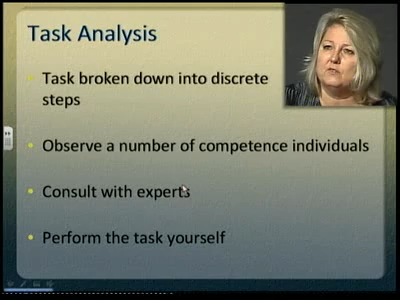 Task Analysis
Task broken down into discrete
steps
• Observe a number of competence individuals
• Consult with experts
• Perform the task yourself